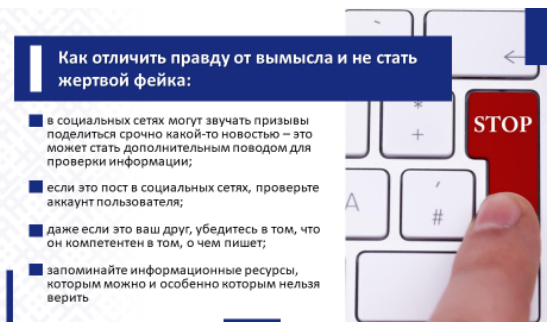 Как отличить правду от вымысла и не стать
жертвой фейка:
в социальных сетях могут звучать призывы
поделиться срочно какой-то новостью – это
может стать дополнительным поводом для
проверки информации;
если это пост в социальных сетях, проверьте
аккаунт пользователя;
даже если это ваш друг, убедитесь в том, что
он компетентен в том, о чем пишет;
запоминайте информационные ресурсы,
которым можно и особенно которым нельзя
верить
*
+
STOP
A
#